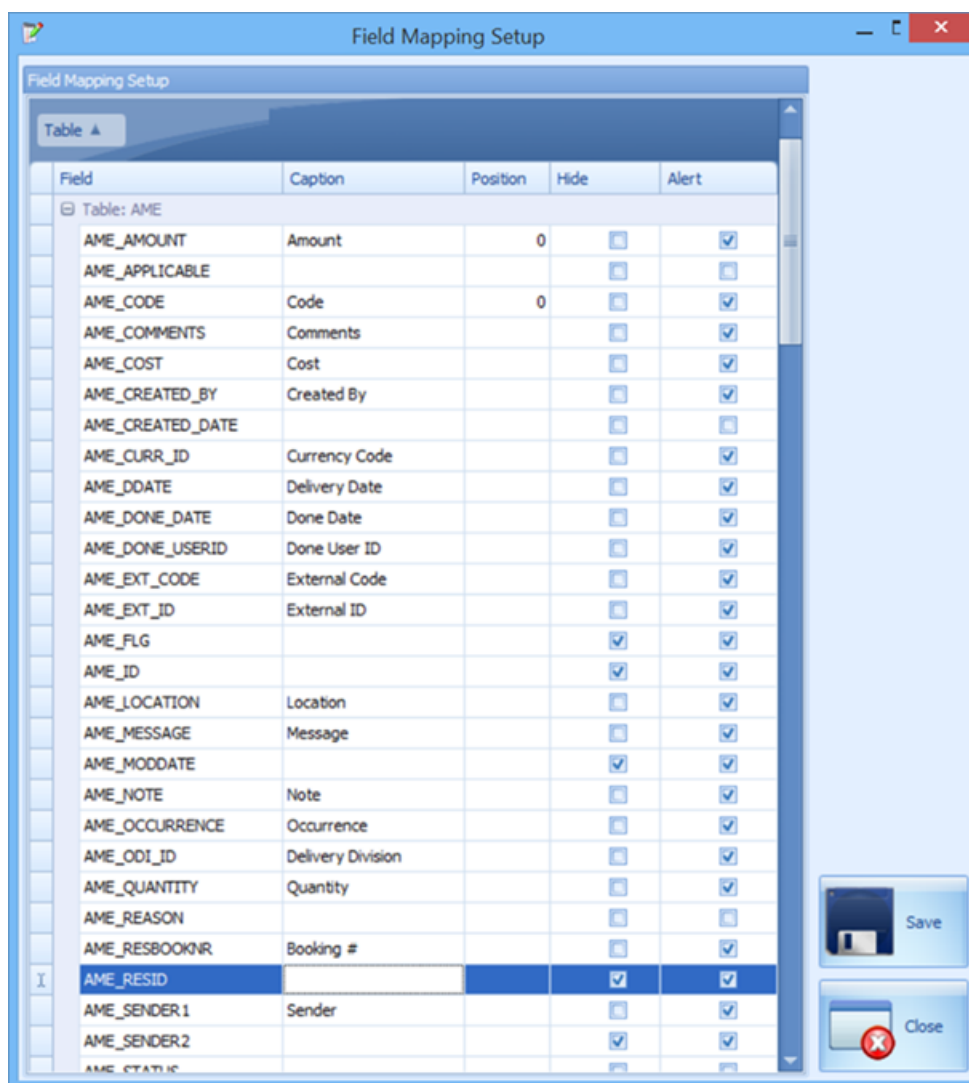 Field Mapping Setup
Field Mapping Setup
Table
Field Caption Position Hide Alert
Table: AME
AME_AMOUNT Amount 0
AME_APPLICABLE
AME_CODE Code 0
AME_COMMENTS Comments
AME_COST Cost
AME_CREATED_BY Created By
AME_CREATED_DATE
AME_CURR_ID Currency Code
AME_DDATE Delivery Date
AME_DONE_DATE Done Date
AME_DONE_USERID Done User ID
AME_EXT_CODE External Code
AME_EXT_ID External ID
AME_FLG
AME_ID
AME_LOCATION Location
AME_MESSAGE Message
AME_MODDATE
AME_NOTE Note
AME_OCCURRENCE Occurrence
AME_ODI_ID Delivery Division
AME_QUANTITY Quantity
AME_REASON
AME_RESBOOKNR Booking #
AME_RESID
AME_SENDER1 Sender
AME_SENDER2
AME_STATUS
Save
Close